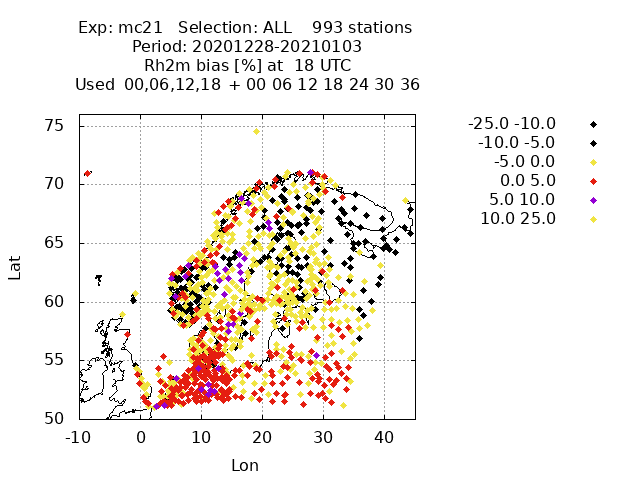 Exp: mc21 Selection: ALL 993 stations
Period: 20201228-20210103
Rh2m bias [%] at 18 UTC
Used 00,06,12,18 + 00 06 12 18 24 30 36
-25.0 -10.0
-10.0 -5.0
-5.0 0.0
0.0 5.0
5.0 10.0
10.0 25.0
75
70
65
60
55
50
Lat
-10 0 10 20 30 40
Lon